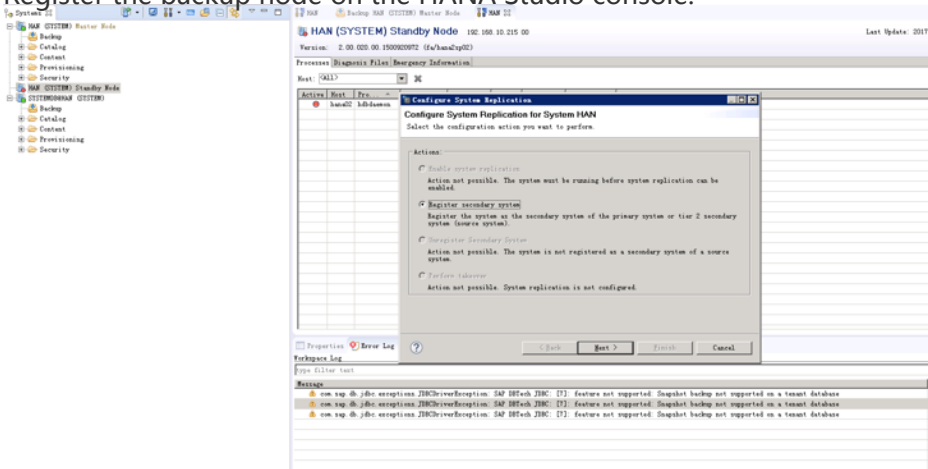 Register the backup node on the HANA Studio console.
Systems
HAN (SYSTEM) Master Node
Backup
Catalog
Content
Provisioning
Security
HAN (SYSTEM) Standby Node
SYSTEMDB@HAN (SYSTEM)
Backup
Catalog
Content
Provisioning
Security
HAN
Backup HAN (SYSTEM) Master Node
HAN
HAN (SYSTEM) Standby Node 192.168.10.215 00
Last Update: 2017
Version: 2.00.020.00.1500920972 (fa/hana2sp02)
Processes Diagnosis Files Emergency Information
Host: <All>
Active Host Pro...
hana02 hdbdaemon
Configure System Replication
Configure System Replication for System HAN
Select the configuration action you want to perform.
Actions:
Enable system replication
Action not possible. The system must be running before system replication can be
enabled.
Register secondary system
Register the system as the secondary system of the primary system or tier 2 secondary
system (source system).
Unregister Secondary System
Action not possible. The system is not registered as a secondary system of a source
system.
Perform takeover
Action not possible. System replication is not configured.
< Back
Next >
Finish
Cancel
Properties Error Log
Workspace Log
type filter text
Message
com.sap.db.jdbc.exceptions.JDBCDriverException: SAP DBTech JDBC: [7]: feature not supported: Snapshot backup not supported on a tenant database
com.sap.db.jdbc.exceptions.JDBCDriverException: SAP DBTech JDBC: [7]: feature not supported: Snapshot backup not supported on a tenant database
com.sap.db.jdbc.exceptions.JDBCDriverException: SAP DBTech JDBC: [7]: feature not supported: Snapshot backup not supported on a tenant database